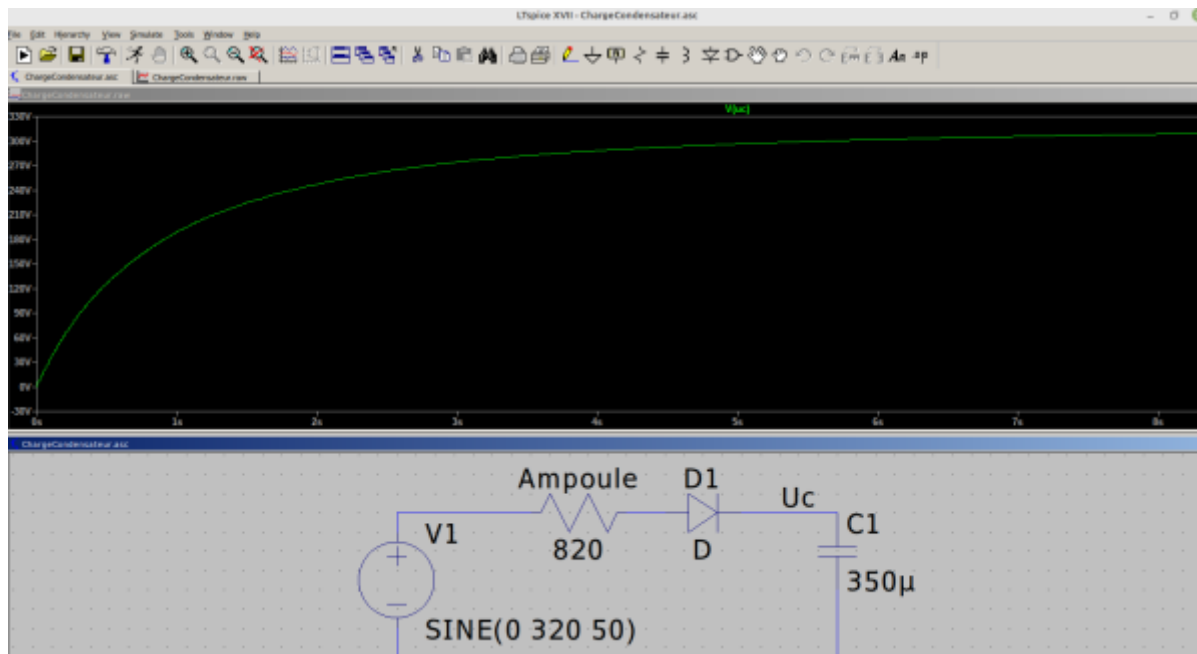 LTspice XVII - ChargeCondensateur.asc
File Edit Hierarchy View Simulate Tools Window Help
ChargeCondensateur.asc ChargeCondensateur.raw
ChargeCondensateur.raw
V(uc)
330V
300V
270V
240V
210V
180V
150V
120V
90V
60V
30V
0V
-30V
0s 1s 2s 3s 4s 5s 6s 7s 8s
ChargeCondensateur.asc
Ampoule D1
Uc
V1 C1
820 D
350µ
SINE(0 320 50)